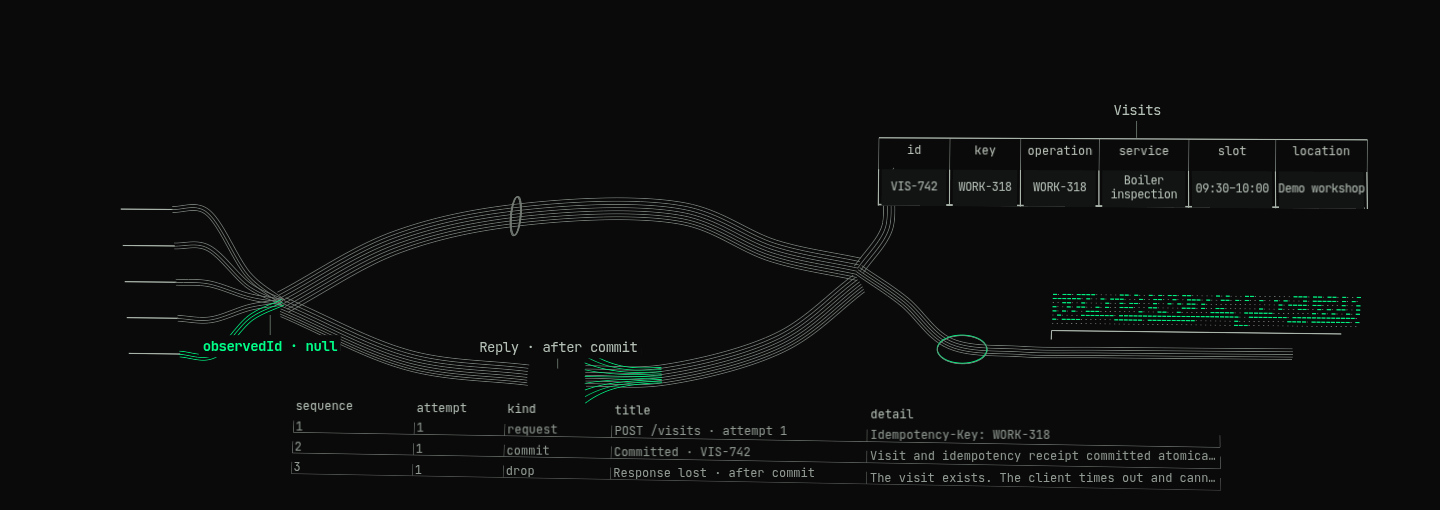 Visits
id key operation service slot location
VIS-742 WORK-318 WORK-318 Boiler inspection 09:30–10:00 Demo workshop
observedId · null
Reply · after commit
sequence attempt kind title detail
1 1 request POST /visits · attempt 1 Idempotency-Key: WORK-318
2 1 commit Committed · VIS-742 Visit and idempotency receipt committed atomica…
3 1 drop Response lost · after commit The visit exists. The client times out and cann…